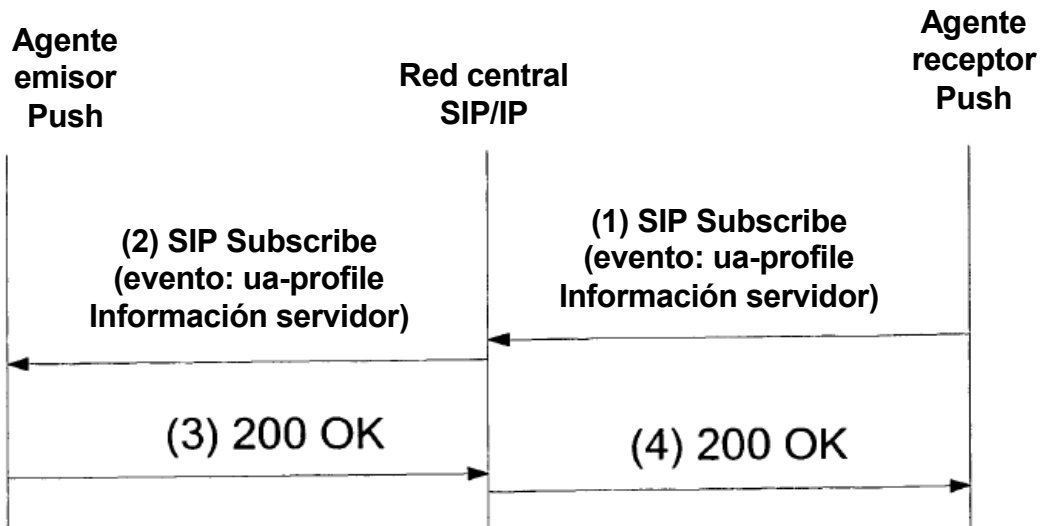 Agente
emisor
Push
Red central
SIP/IP
Agente
receptor
Push
(1) SIP Subscribe
(evento: ua-profile
Información servidor)
(2) SIP Subscribe
(evento: ua-profile
Información servidor)
(3) 200 OK
(4) 200 OK